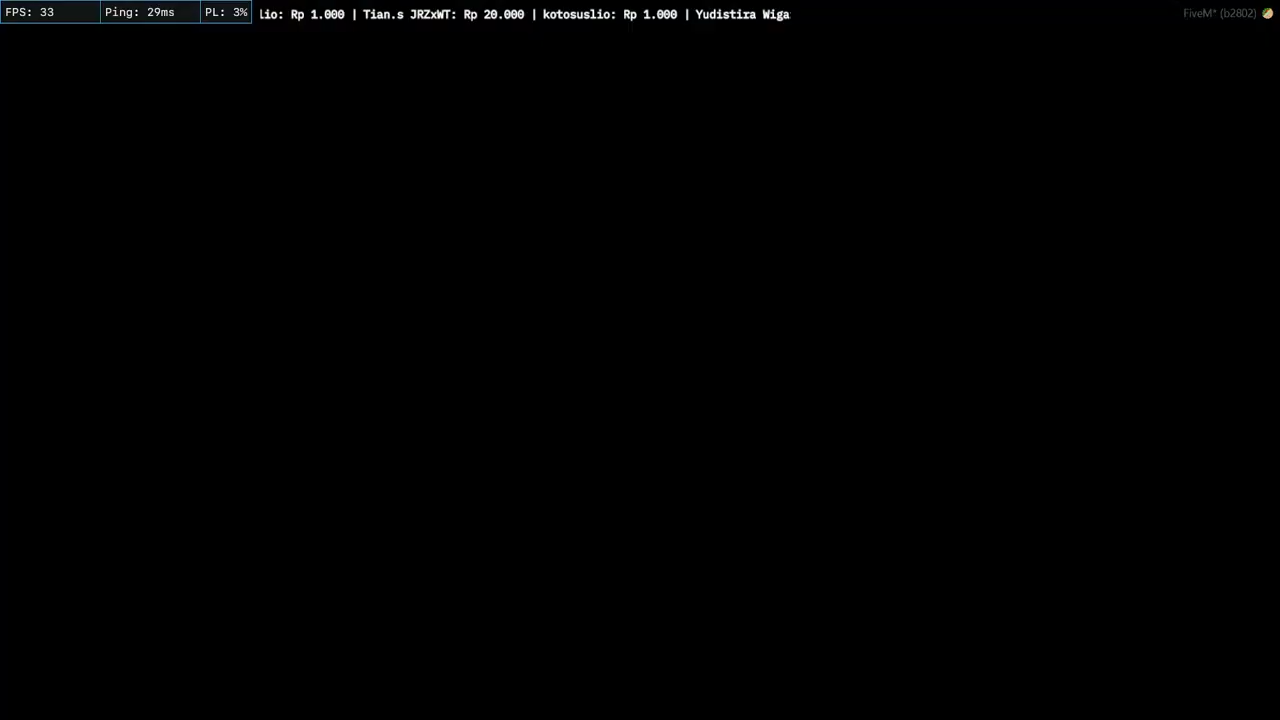 FPS: 33 Ping: 29ms PL: 3% lio: Rp 1.000 | Tian.s JRZxWT: Rp 20.000 | kotosuslio: Rp 1.000 | Yudistira Wiga FiveM* (b2802)